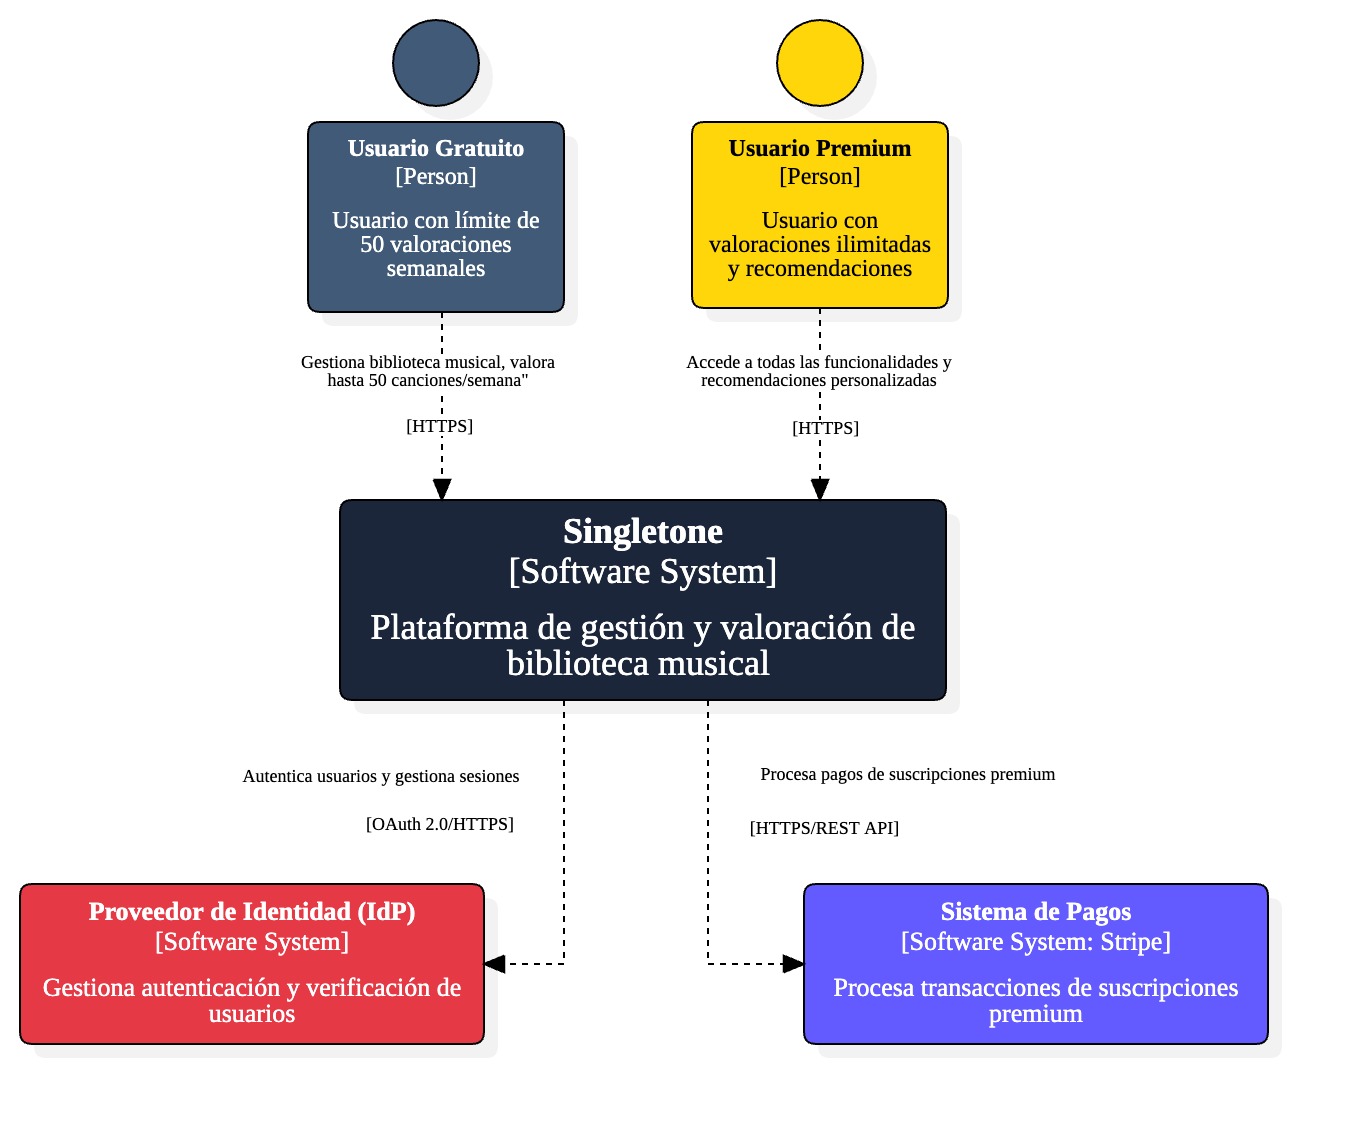 Usuario Gratuito
[Person]
Usuario con límite de
50 valoraciones
semanales
Usuario Premium
[Person]
Usuario con
valoraciones ilimitadas
y recomendaciones
Gestiona biblioteca musical, valora
hasta 50 canciones/semana"
[HTTPS]
Accede a todas las funcionalidades y
recomendaciones personalizadas
[HTTPS]
Singletone
[Software System]
Plataforma de gestión y valoración de
biblioteca musical
Autentica usuarios y gestiona sesiones
[OAuth 2.0/HTTPS]
Procesa pagos de suscripciones premium
[HTTPS/REST API]
Proveedor de Identidad (IdP)
[Software System]
Gestiona autenticación y verificación de
usuarios
Sistema de Pagos
[Software System: Stripe]
Procesa transacciones de suscripciones
premium